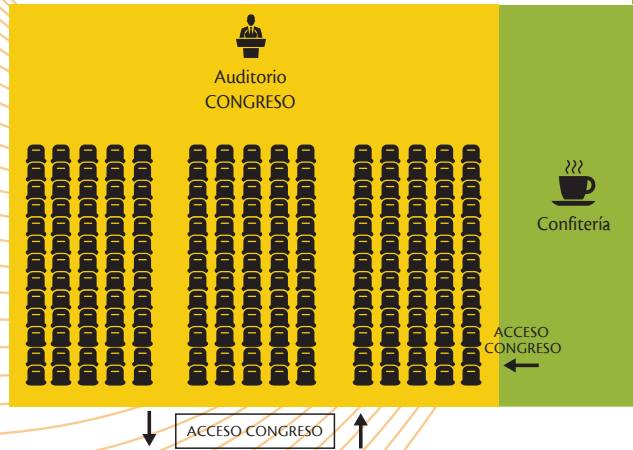 Auditorio
CONGRESO
Confitería
ACCESO
CONGRESO
ACCESO CONGRESO